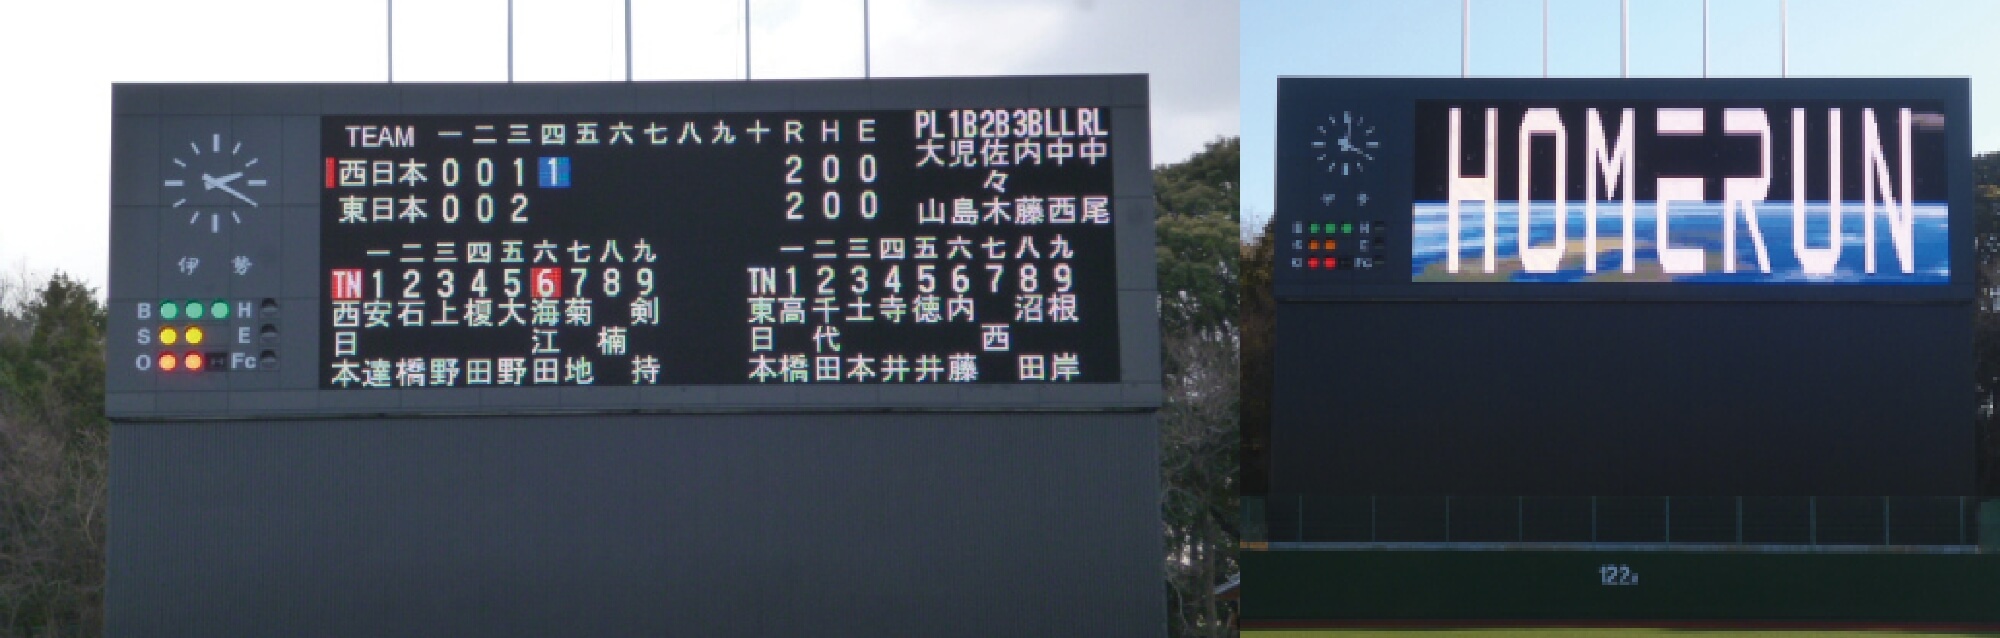 TEAM 一 二 三 四 五 六 七 八 九 十 R H E PL 1B 2B 3B LL RL
西日本 0 0 1 1 2 0 0 大 児 佐 内 中 中
々
東日本 0 0 2 2 0 0 山 島 木 藤 西 尾
一 二 三 四 五 六 七 八 九 一 二 三 四 五 六 七 八 九
TN 1 2 3 4 5 6 7 8 9 TN 1 2 3 4 5 6 7 8 9
西 安 石 上 榎 大 海 菊 剣 東 高 千 土 寺 徳 内 沼 根
日 江 楠 日 代 西
本 達 橋 野 田 野 田 地 持 本 橋 田 本 井 井 藤 田 岸
伊 勢
B H
S E
O Fc
HOMERUN
伊 勢
B H
S E
O Fc
122